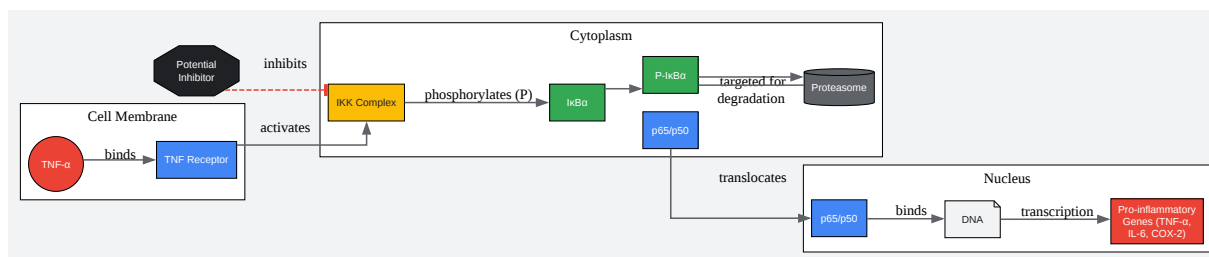 Cytoplasm
Potential
Inhibitor
inhibits
P-IκBα
targeted for
degradation
Proteasome
IKK Complex
phosphorylates (P)
IκBα
Cell Membrane
activates
p65/p50
TNF-α
binds
TNF Receptor
translocates
Nucleus
p65/p50
binds
DNA
transcription
Pro-inflammatory
Genes (TNF-α,
IL-6, COX-2)